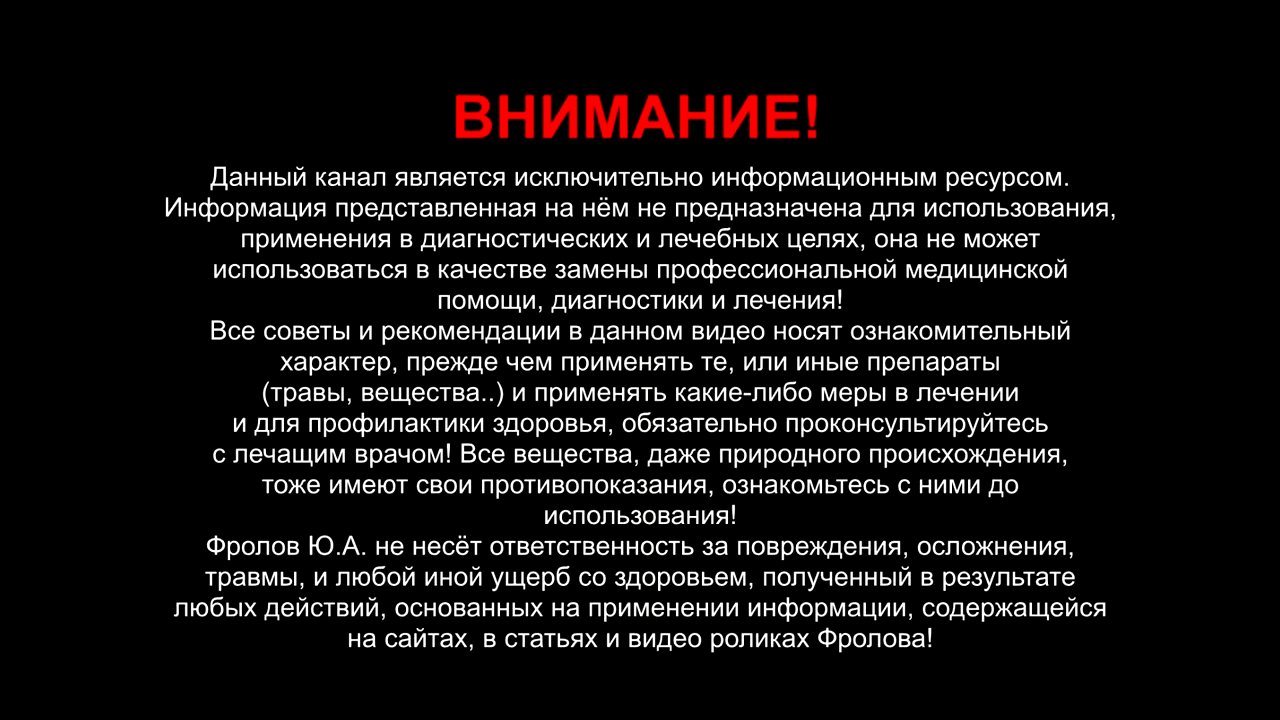 ВНИМАНИЕ!
Данный канал является исключительно информационным ресурсом.
Информация представленная на нём не предназначена для использования,
применения в диагностических и лечебных целях, она не может
использоваться в качестве замены профессиональной медицинской
помощи, диагностики и лечения!
Все советы и рекомендации в данном видео носят ознакомительный
характер, прежде чем применять те, или иные препараты
(травы, вещества..) и применять какие-либо меры в лечении
и для профилактики здоровья, обязательно проконсультируйтесь
с лечащим врачом! Все вещества, даже природного происхождения,
тоже имеют свои противопоказания, ознакомьтесь с ними до
использования!
Фролов Ю.А. не несёт ответственность за повреждения, осложнения,
травмы, и любой иной ущерб со здоровьем, полученный в результате
любых действий, основанных на применении информации, содержащейся
на сайтах, в статьях и видео роликах Фролова!